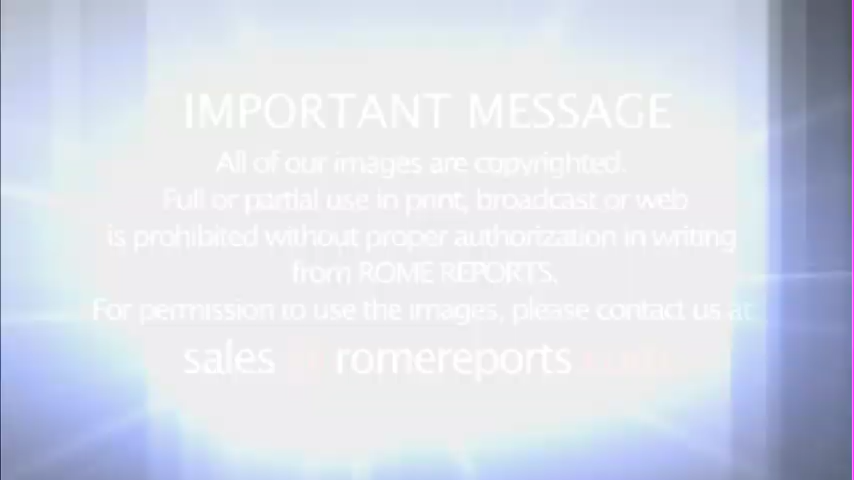 IMPORTANT MESSAGE
All of our images are copyrighted.
Full or partial use in print, broadcast or web
is prohibited without proper authorization in writing
from ROME REPORTS.
For permission to use the images, please contact us at
sales romereports